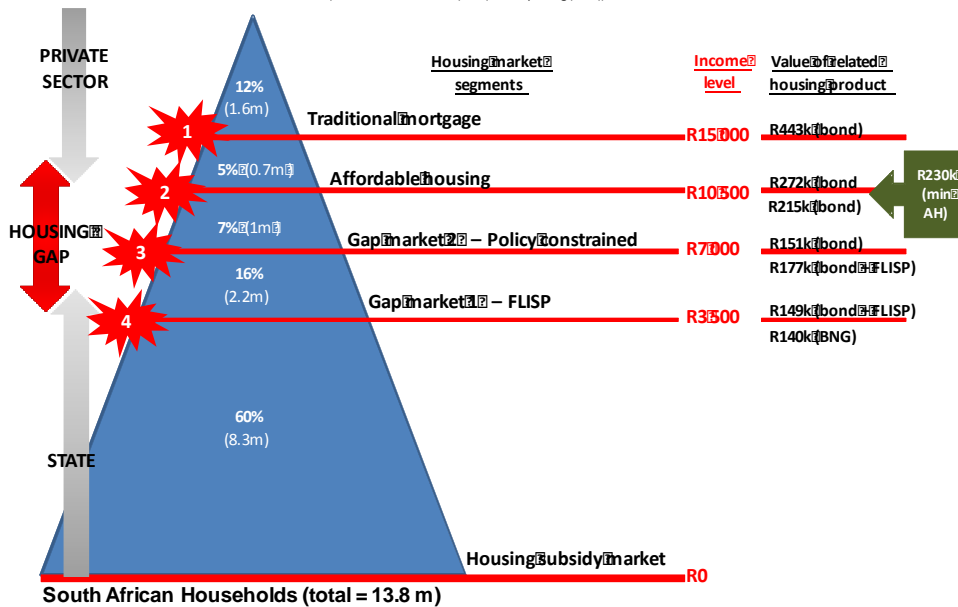 PRIVATE
SECTOR
Housing market
segments
Income
level
Value of related
housing product
12%
(1.6m)
1
Traditional mortgage
R15 000
R443k (bond)
5% (0.7m)
2
Affordable housing
R10 500
R272k (bond
R215k (bond)
R230k
(min
AH)
HOUSING
GAP
7% (1m)
3
Gap market 2 – Policy constrained
R7 000
R151k (bond)
R177k (bond + FLISP)
16%
(2.2m)
Gap market 1 – FLISP
4
R3 500
R149k (bond + FLISP)
R140k (BNG)
60%
(8.3m)
STATE
Housing subsidy market
R0
South African Households (total = 13.8 m)